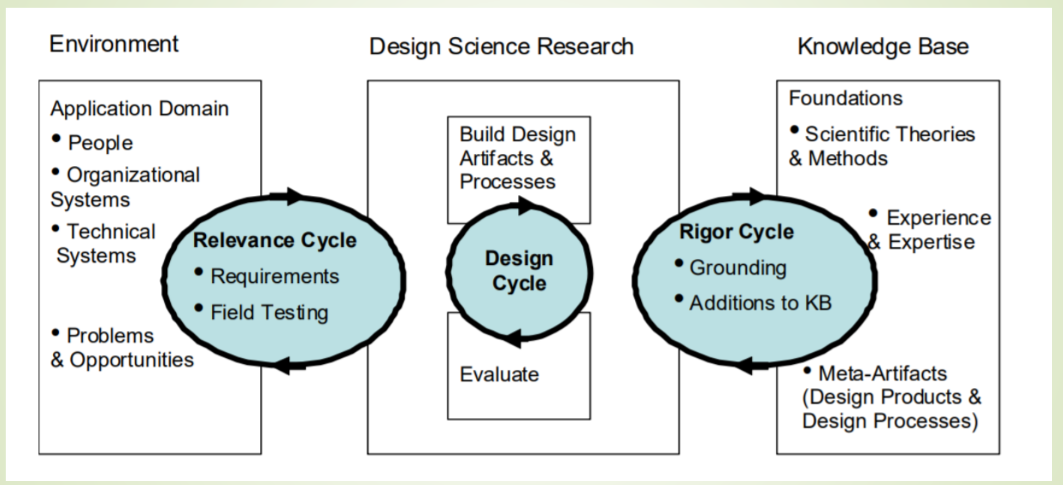 Environment
Design Science Research
Knowledge Base
Application Domain
• People
• Organizational
Systems
• Technical
Systems
• Problems
& Opportunities
Relevance Cycle
• Requirements
• Field Testing
Build Design
Artifacts &
Processes
Design
Cycle
Evaluate
Rigor Cycle
• Grounding
• Additions to KB
Foundations
• Scientific Theories
& Methods
• Experience
& Expertise
• Meta-Artifacts
(Design Products &
Design Processes)